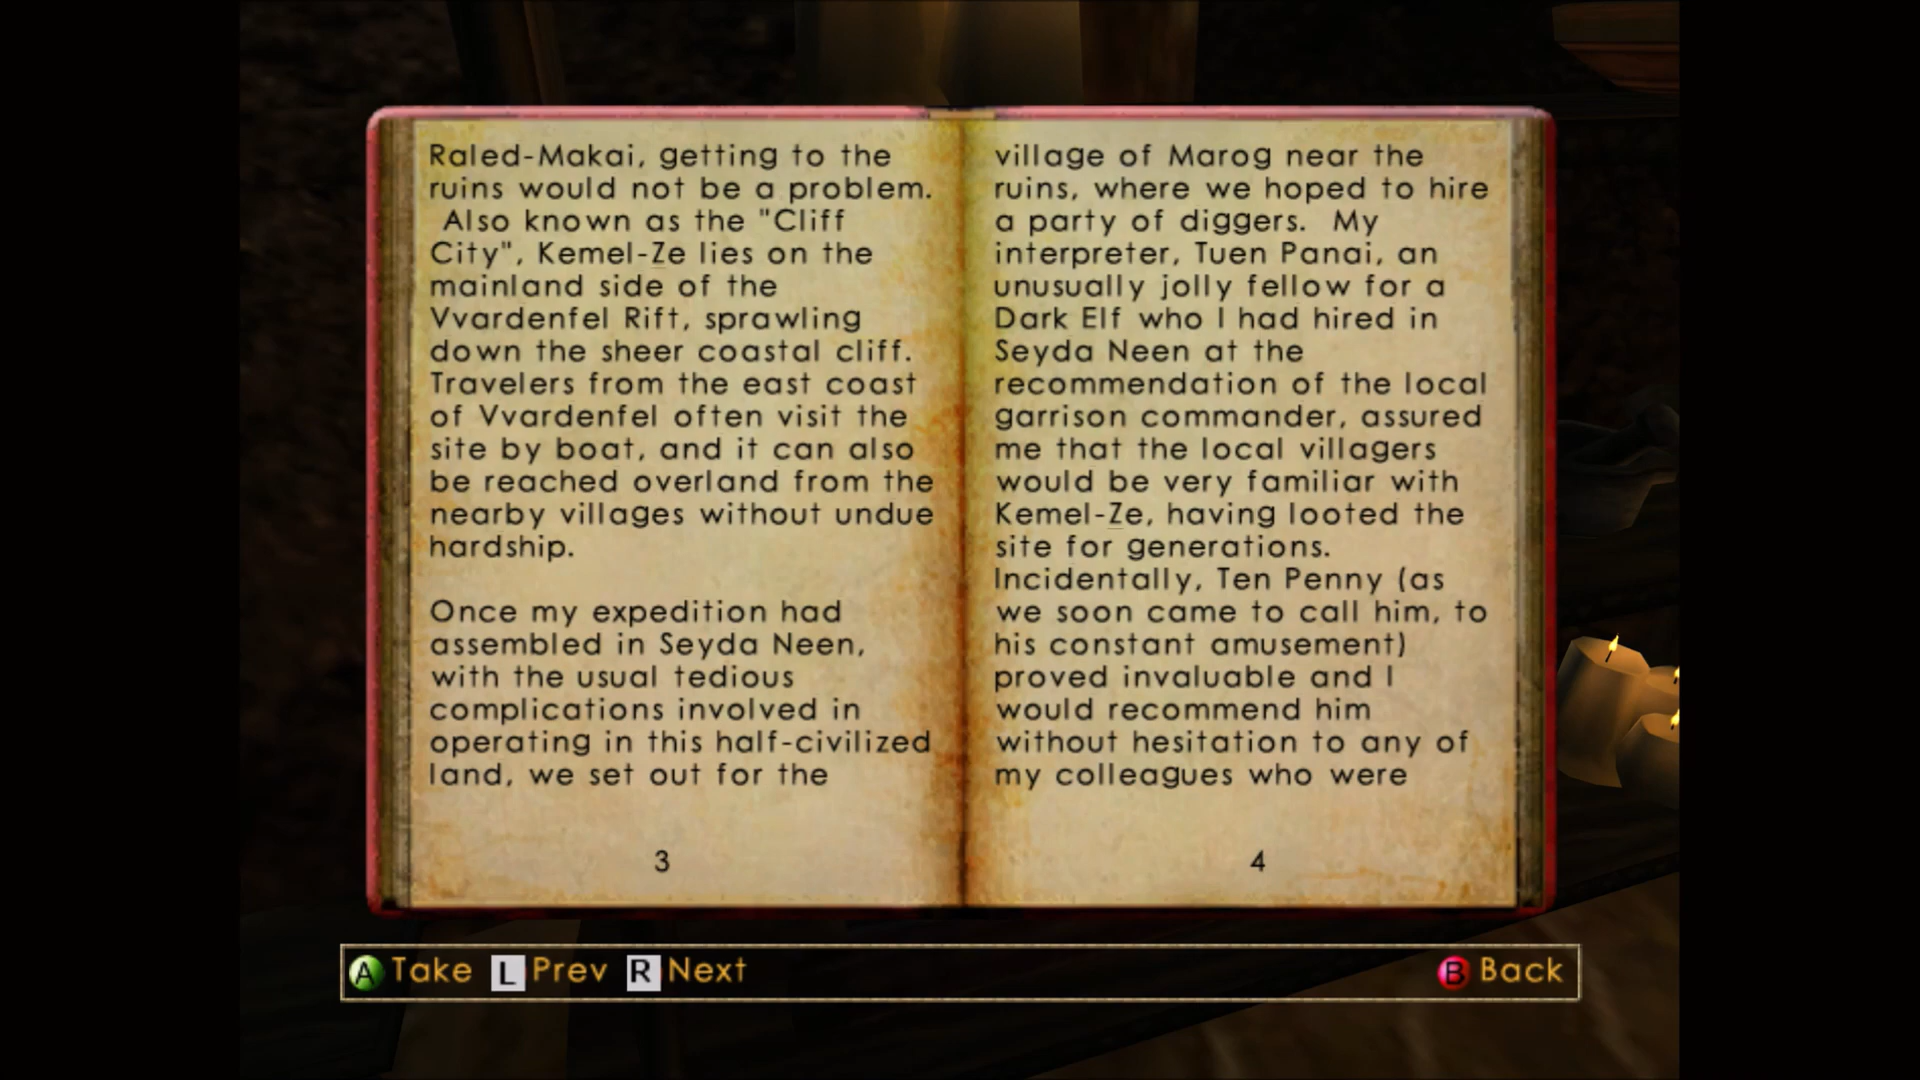 Raled-Makai, getting to the
ruins would not be a problem.
Also known as the "Cliff
City", Kemel-Ze lies on the
mainland side of the
Vvardenfel Rift, sprawling
down the sheer coastal cliff.
Travelers from the east coast
of Vvardenfel often visit the
site by boat, and it can also
be reached overland from the
nearby villages without undue
hardship.
Once my expedition had
assembled in Seyda Neen,
with the usual tedious
complications involved in
operating in this half-civilized
land, we set out for the
3
village of Marog near the
ruins, where we hoped to hire
a party of diggers. My
interpreter, Tuen Panai, an
unusually jolly fellow for a
Dark Elf who I had hired in
Seyda Neen at the
recommendation of the local
garrison commander, assured
me that the local villagers
would be very familiar with
Kemel-Ze, having looted the
site for generations.
Incidentally, Ten Penny (as
we soon came to call him, to
his constant amusement)
proved invaluable and I
would recommend him
without hesitation to any of
my colleagues who were
4
A Take L Prev R Next B Back